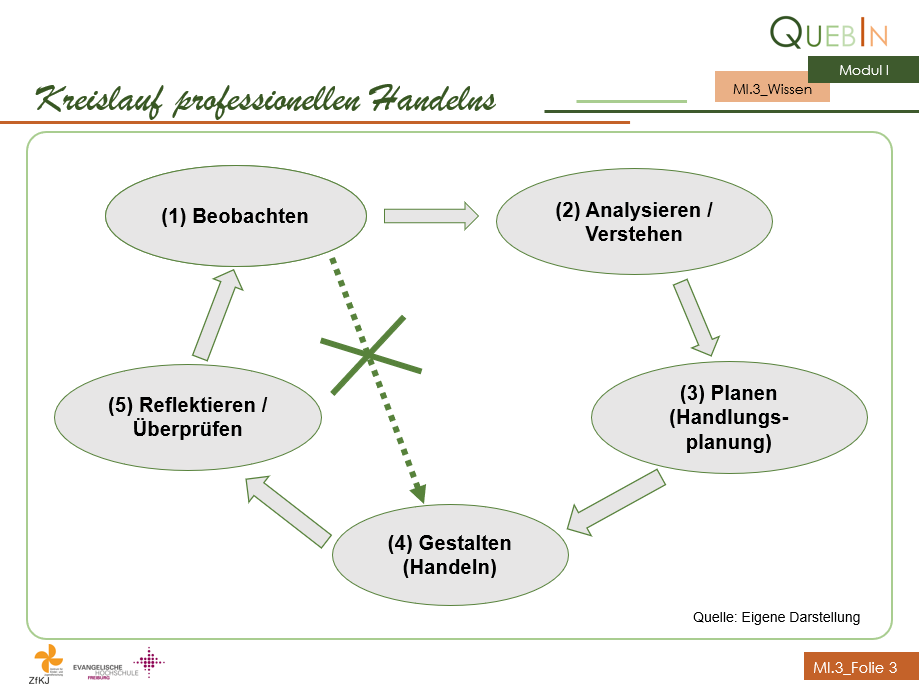 QUEBIN
Modul I
MI.3_Wissen
Kreislauf professionellen Handelns
(1) Beobachten
(2) Analysieren /
Verstehen
(3) Planen
(Handlungs-
planung)
(4) Gestalten
(Handeln)
(5) Reflektieren /
Überprüfen
Quelle: Eigene Darstellung
ZfKJ
EVANGELISCHE
HOCHSCHULE
FREIBURG
MI.3_Folie 3